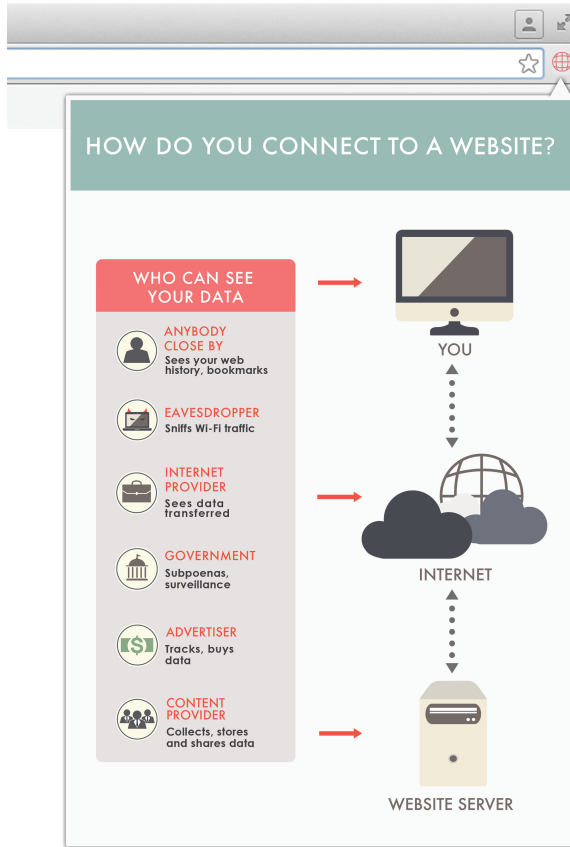 HOW DO YOU CONNECT TO A WEBSITE?
WHO CAN SEE
YOUR DATA
ANYBODY
CLOSE BY
Sees your web
history, bookmarks
EAVESDROPPER
Sniffs Wi-Fi traffic
INTERNET
PROVIDER
Sees data
transferred
GOVERNMENT
Subpoenas,
surveillance
$
ADVERTISER
Tracks, buys
data
CONTENT
PROVIDER
Collects, stores
and shares data
YOU
INTERNET
WEBSITE SERVER